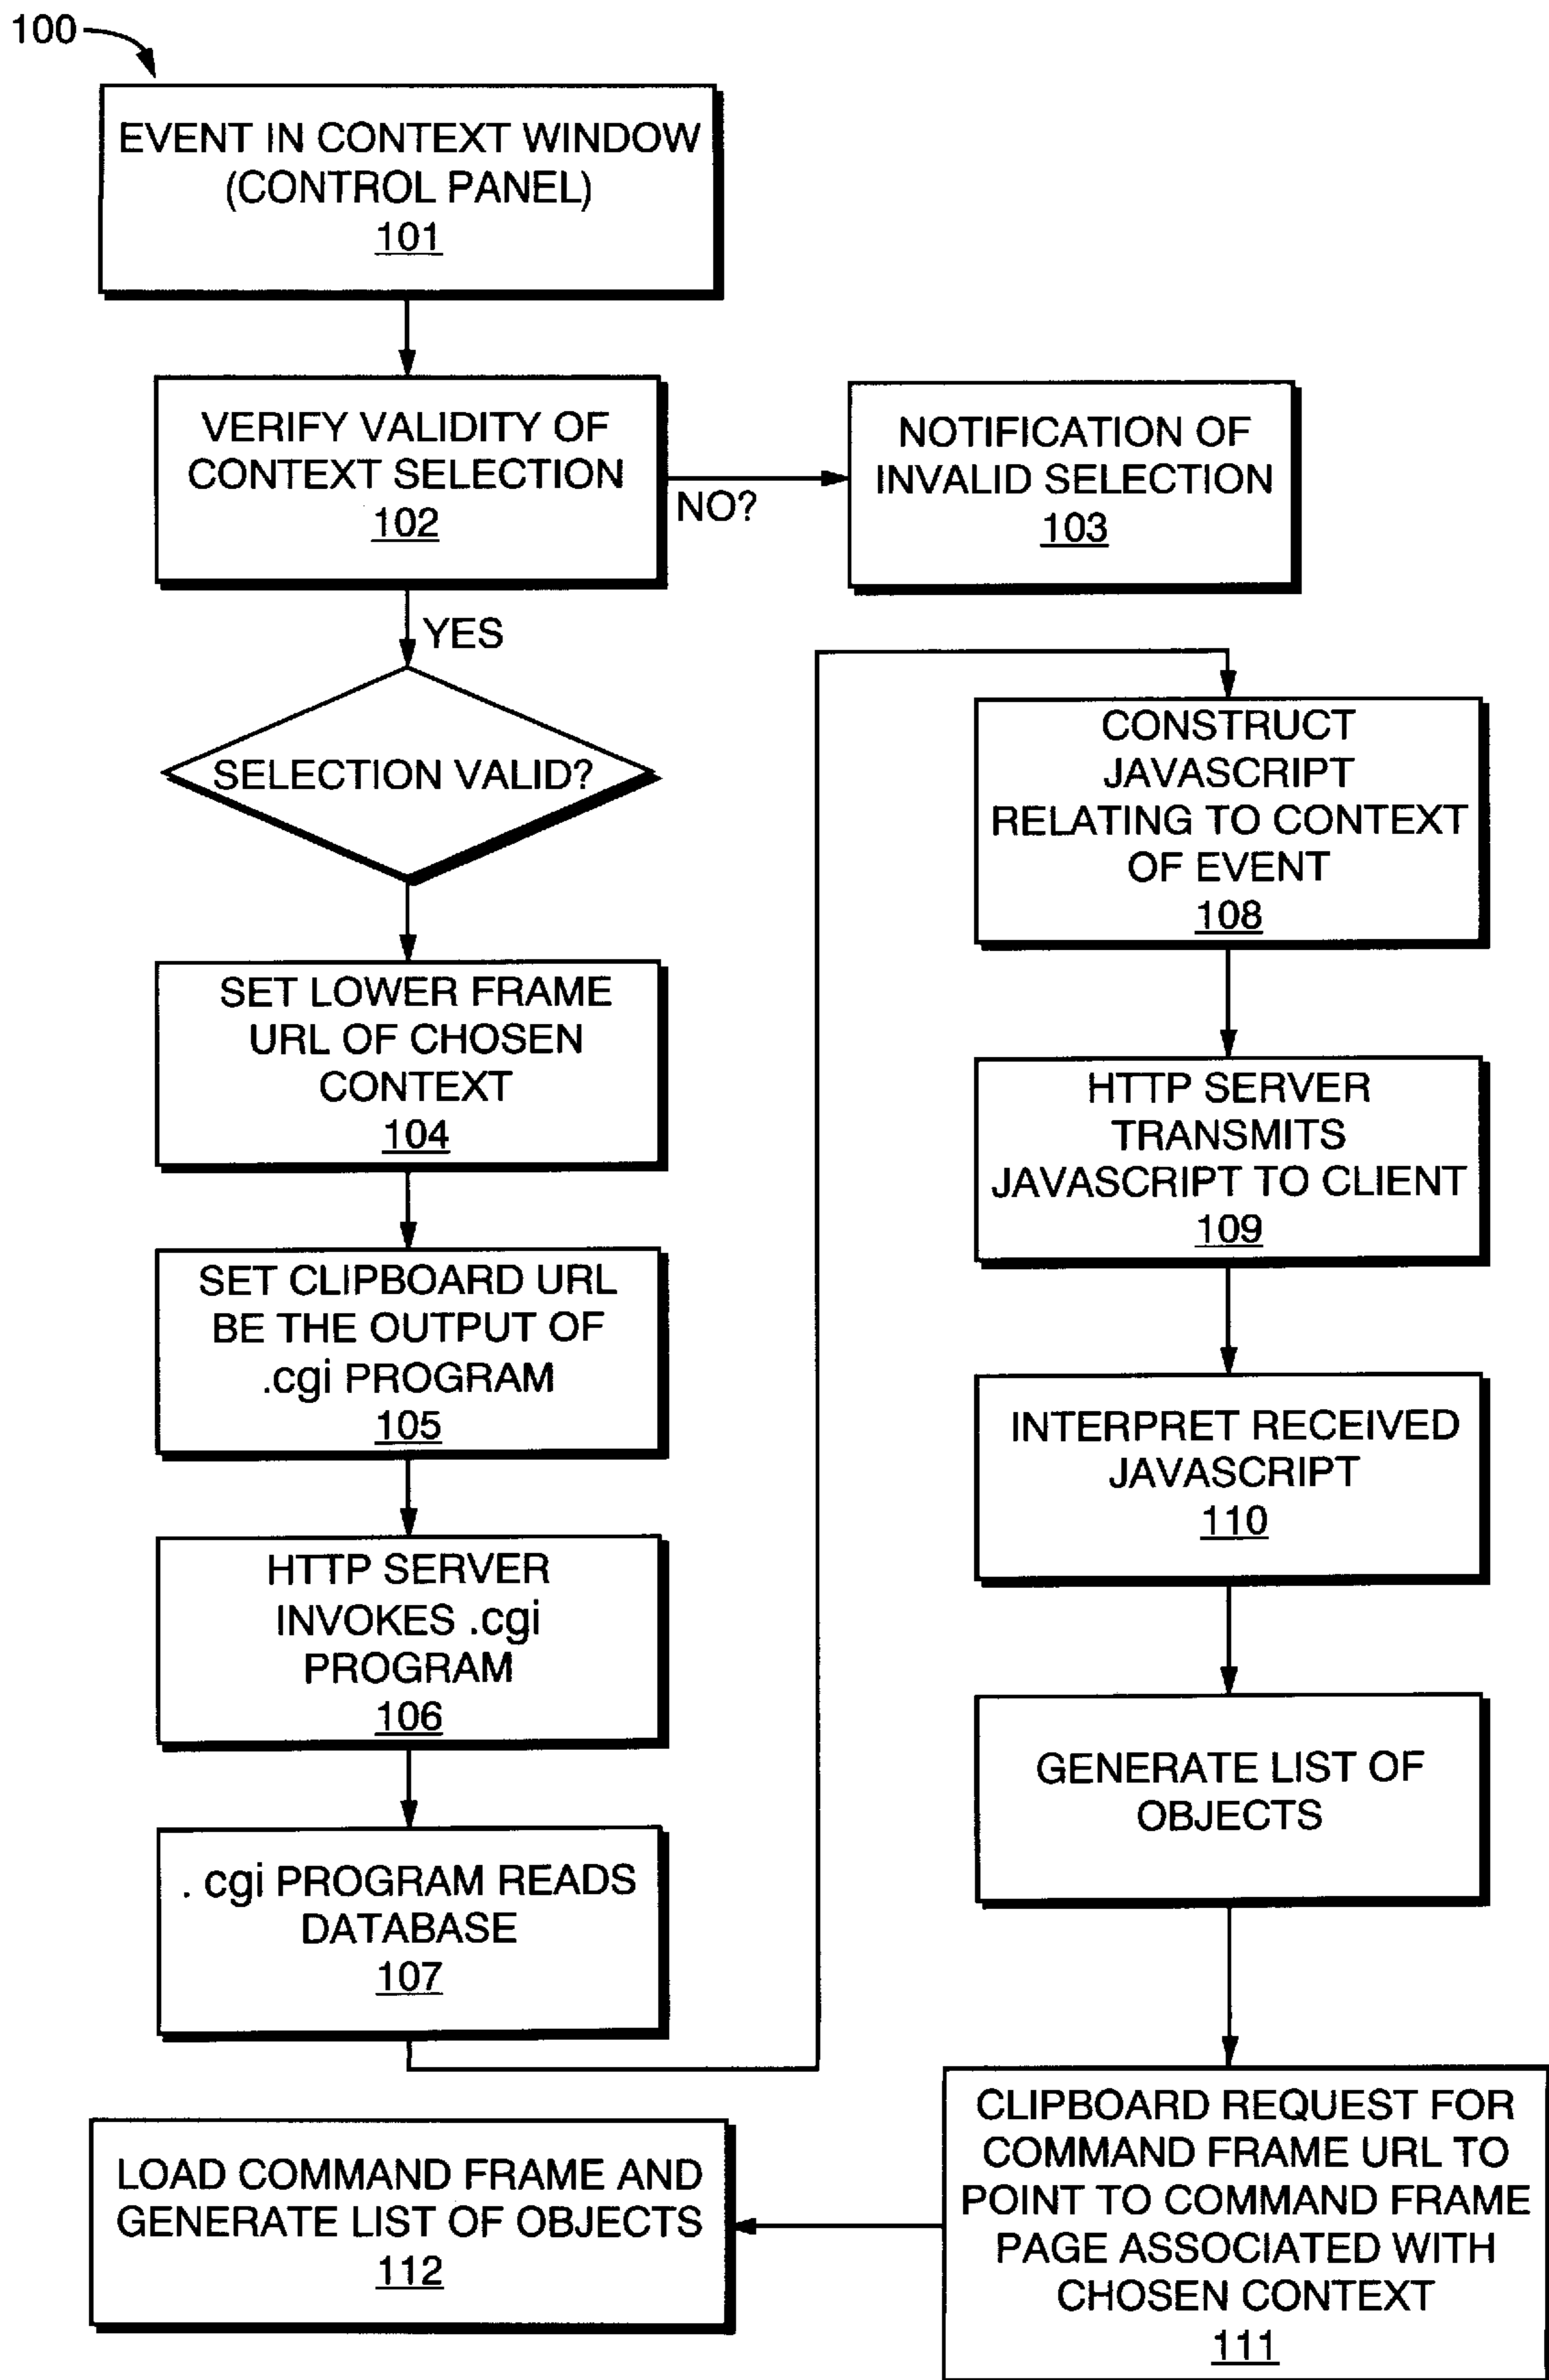 100
EVENT IN CONTEXT WINDOW
(CONTROL PANEL)
101
VERIFY VALIDITY OF
CONTEXT SELECTION
102
NO?
NOTIFICATION OF
INVALID SELECTION
103
YES
SELECTION VALID?
SET LOWER FRAME
URL OF CHOSEN
CONTEXT
104
SET CLIPBOARD URL
BE THE OUTPUT OF
.cgi PROGRAM
105
HTTP SERVER
INVOKES .cgi
PROGRAM
106
. cgi PROGRAM READS
DATABASE
107
CONSTRUCT
JAVASCRIPT
RELATING TO CONTEXT
OF EVENT
108
HTTP SERVER
TRANSMITS
JAVASCRIPT TO CLIENT
109
INTERPRET RECEIVED
JAVASCRIPT
110
GENERATE LIST OF
OBJECTS
CLIPBOARD REQUEST FOR
COMMAND FRAME URL TO
POINT TO COMMAND FRAME
PAGE ASSOCIATED WITH
CHOSEN CONTEXT
111
LOAD COMMAND FRAME AND
GENERATE LIST OF OBJECTS
112